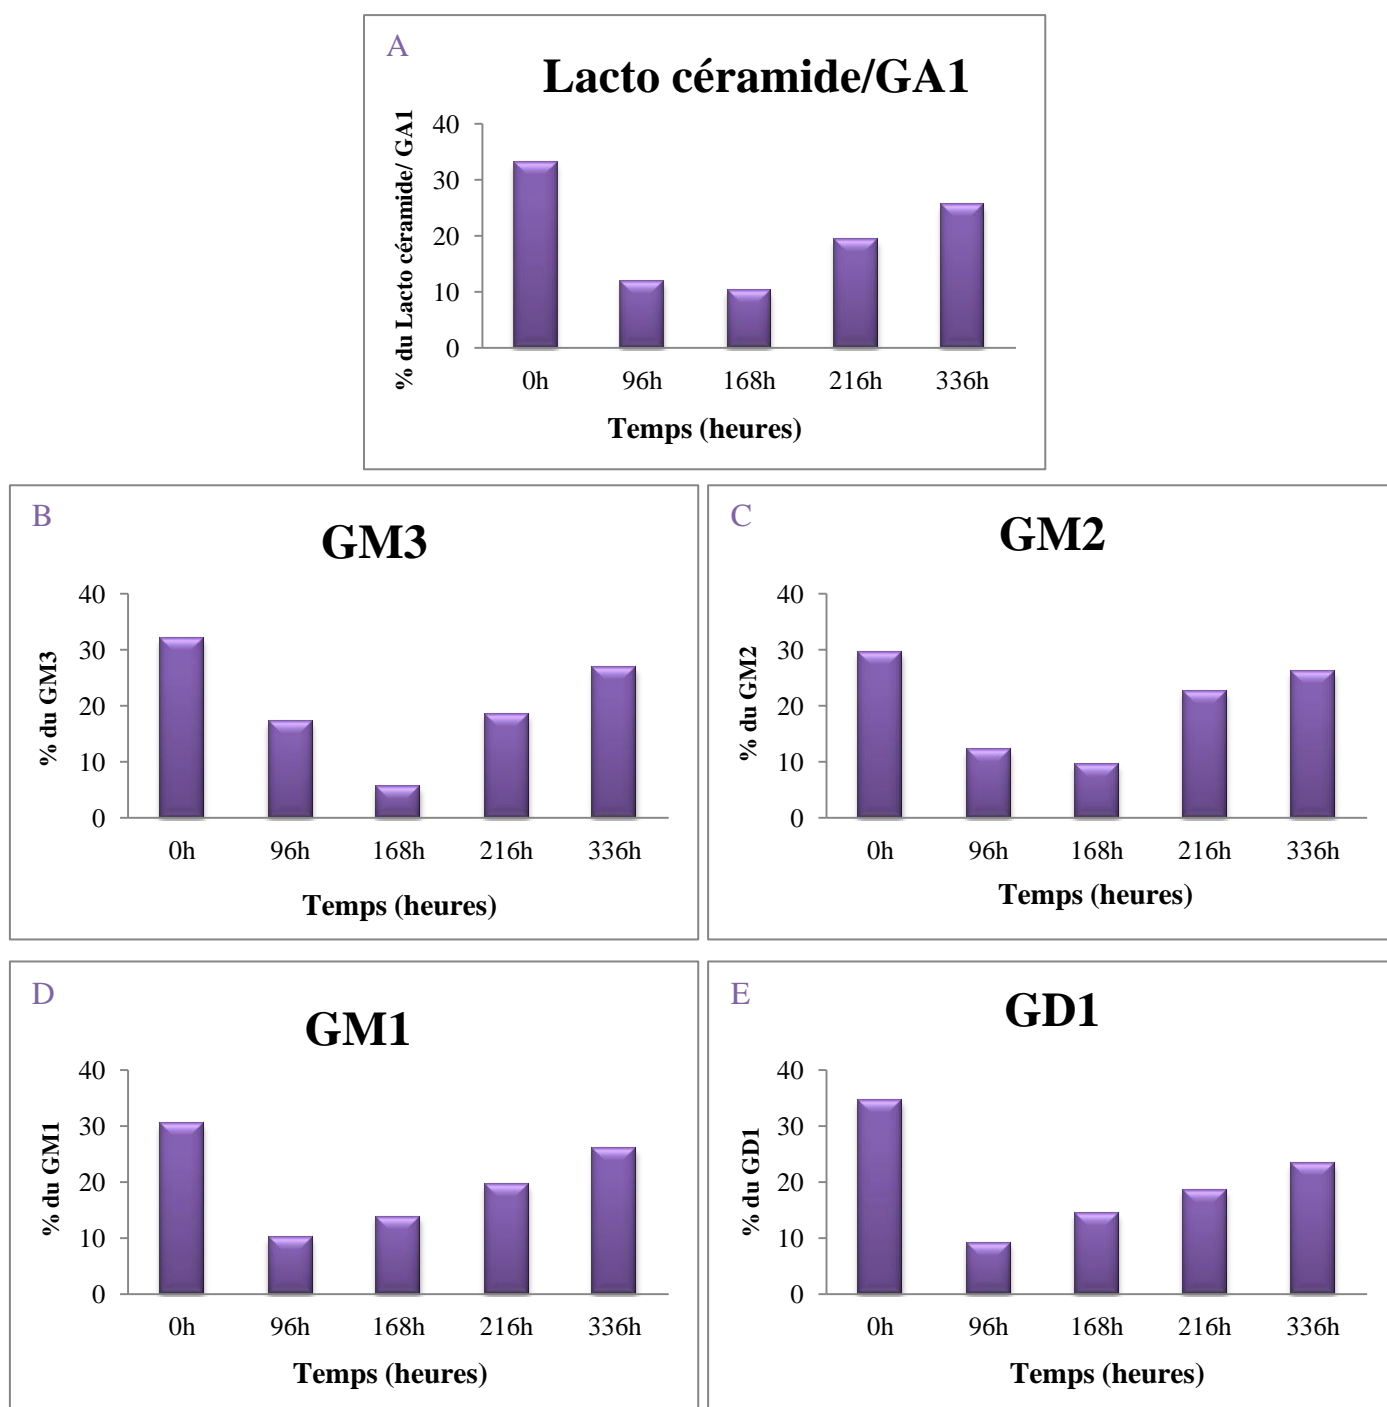 A
Lacto céramide/GA1
% du Lacto céramide/ GA1
40
30
20
10
0
0h 96h 168h 216h 336h
Temps (heures)
B
GM3
% du GM3
40
30
20
10
0
0h 96h 168h 216h 336h
Temps (heures)
C
GM2
% du GM2
40
30
20
10
0
0h 96h 168h 216h 336h
Temps (heures)
D
GM1
% du GM1
40
30
20
10
0
0h 96h 168h 216h 336h
Temps (heures)
E
GD1
% du GD1
40
30
20
10
0
0h 96h 168h 216h 336h
Temps (heures)